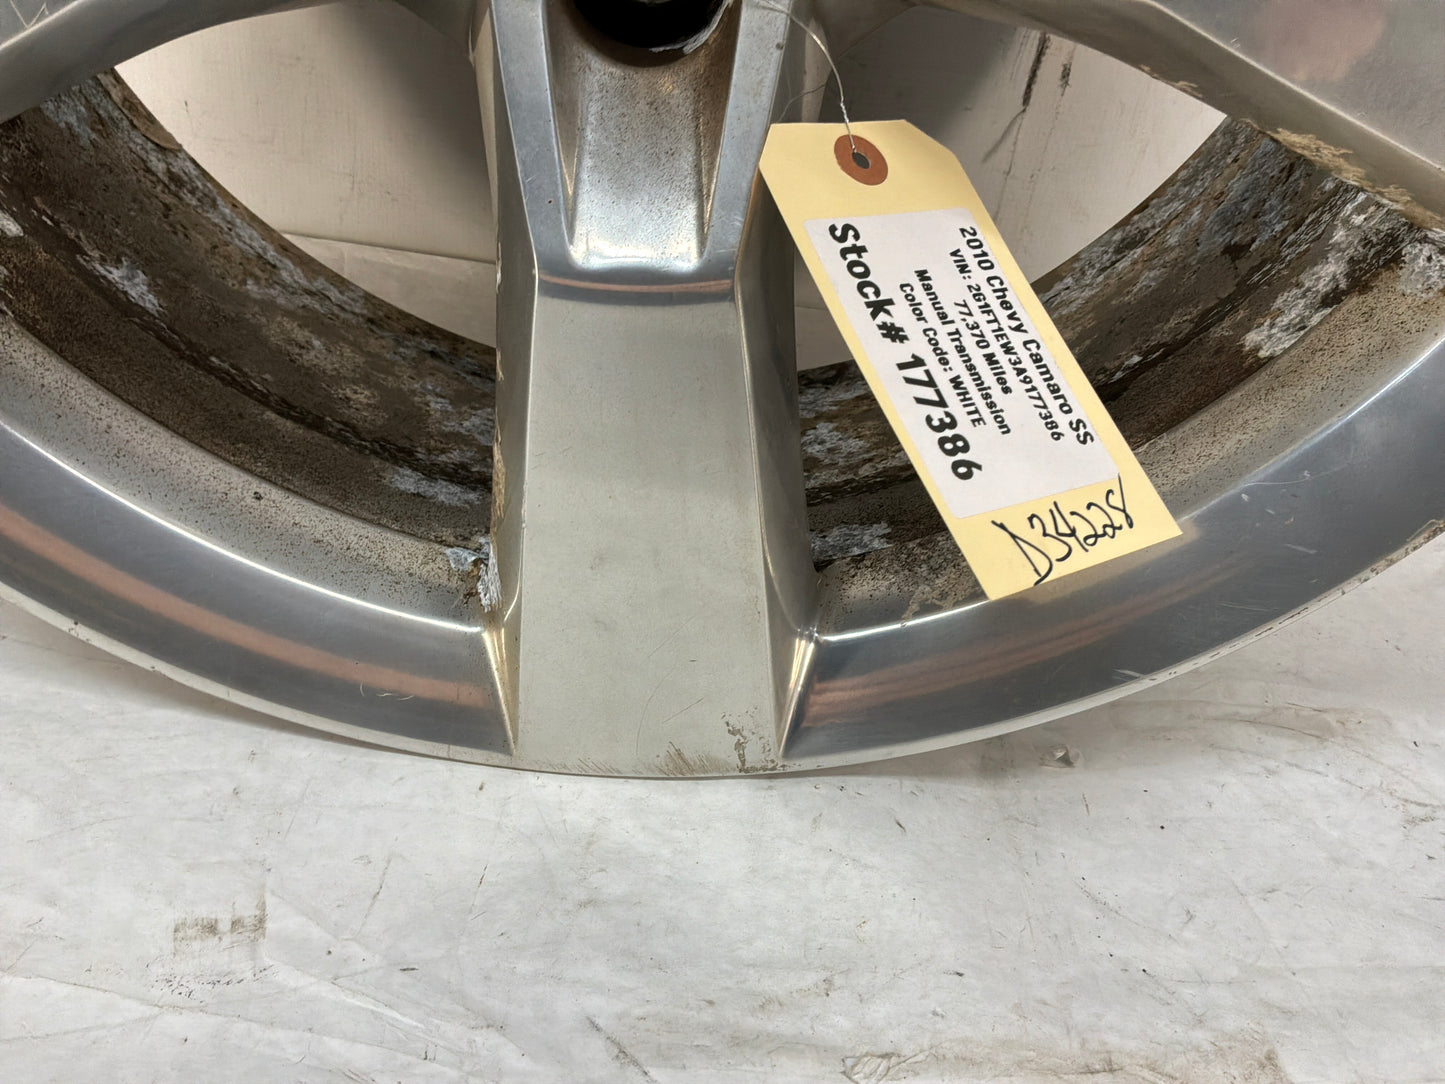 2010 Chevy Camaro SS
VIN: 2G1FT1EW3A9177386
77,370 Miles
Manual Transmission
Color Code: WHITE
Stock# 177386
D34228